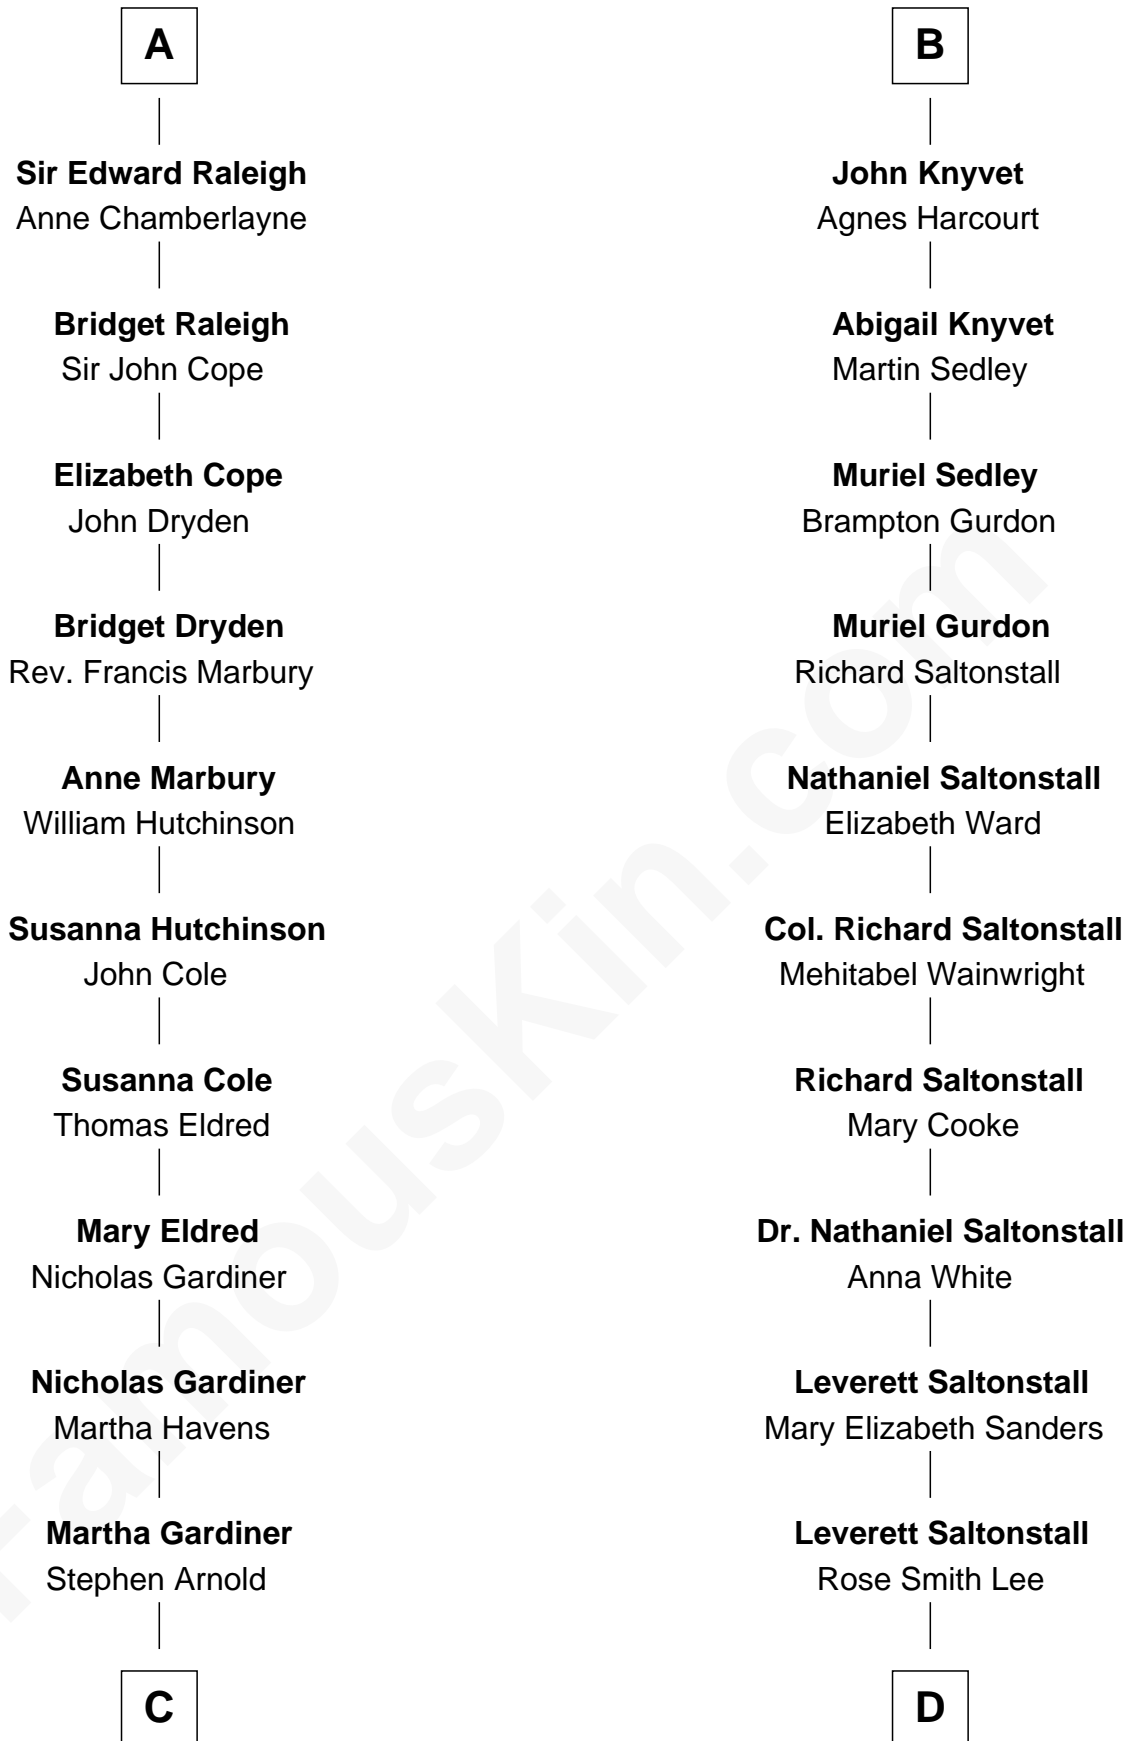 A
Sir Edward Raleigh
Anne Chamberlayne
Bridget Raleigh
Sir John Cope
Elizabeth Cope
John Dryden
Bridget Dryden
Rev. Francis Marbury
Anne Marbury
William Hutchinson
Susanna Hutchinson
John Cole
Susanna Cole
Thomas Eldred
Mary Eldred
Nicholas Gardiner
Nicholas Gardiner
Martha Havens
Martha Gardiner
Stephen Arnold
C
B
John Knyvet
Agnes Harcourt
Abigail Knyvet
Martin Sedley
Muriel Sedley
Brampton Gurdon
Muriel Gurdon
Richard Saltonstall
Nathaniel Saltonstall
Elizabeth Ward
Col. Richard Saltonstall
Mehitabel Wainwright
Richard Saltonstall
Mary Cooke
Dr. Nathaniel Saltonstall
Anna White
Leverett Saltonstall
Mary Elizabeth Sanders
Leverett Saltonstall
Rose Smith Lee
D
FamousKin.com